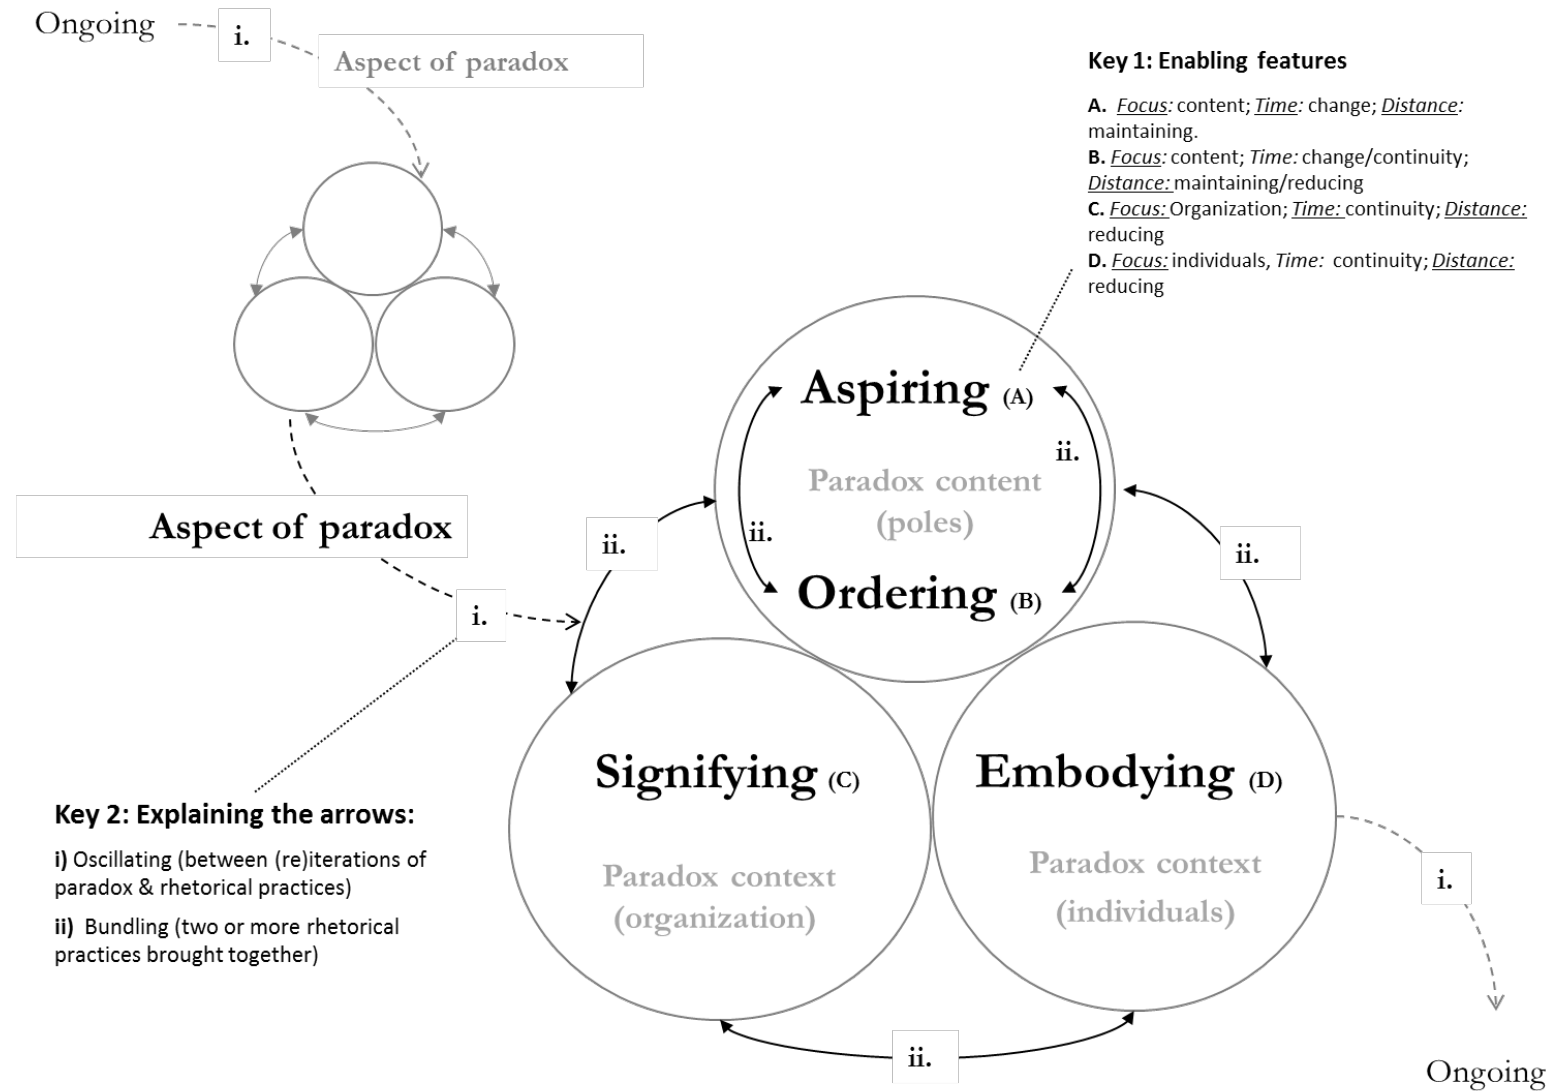 Ongoing
i.
Aspect of paradox
Key 1: Enabling features
A. Focus: content; Time: change; Distance:
maintaining.
B. Focus: content; Time: change/continuity;
Distance: maintaining/reducing
C. Focus: Organization; Time: continuity; Distance:
reducing
D. Focus: individuals, Time: continuity; Distance:
reducing
Aspiring (A)
ii.
Paradox content
(poles)
ii.
Ordering (B)
Aspect of paradox
ii.
ii.
i.
Signifying (C)
Paradox context
(organization)
Embodying (D)
Paradox context
(individuals)
Key 2: Explaining the arrows:
i) Oscillating (between (re)iterations of
paradox & rhetorical practices)
ii) Bundling (two or more rhetorical
practices brought together)
i.
ii.
Ongoing